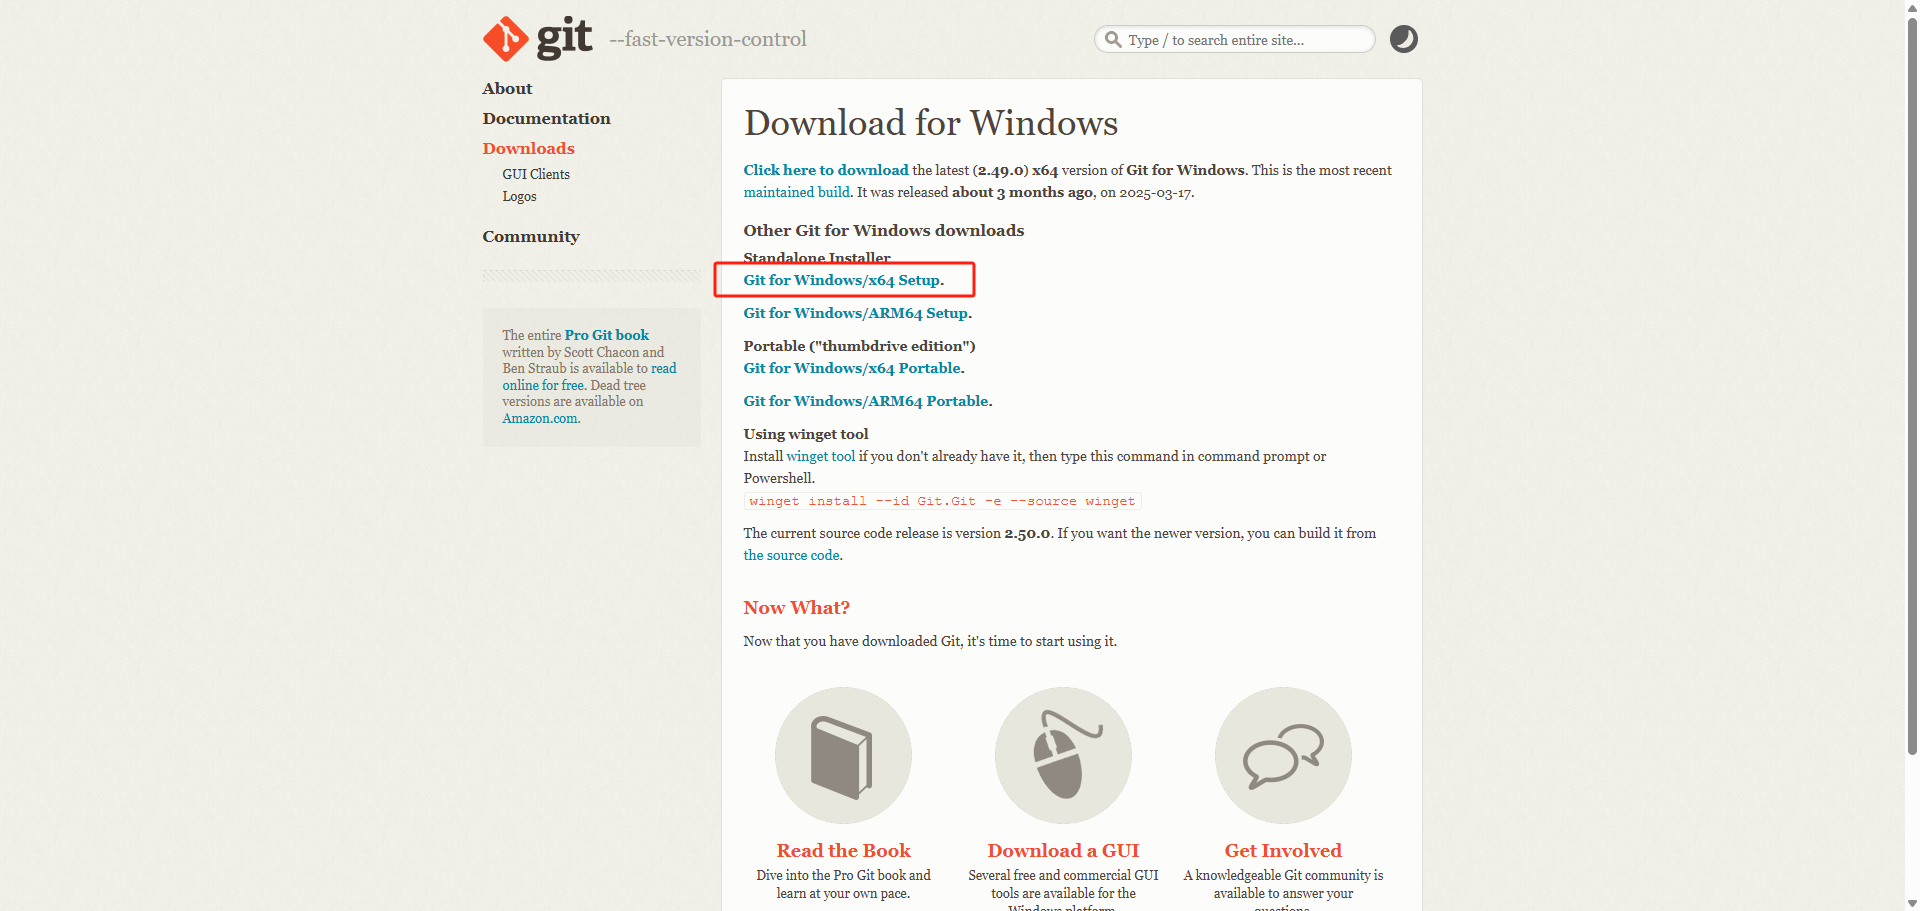 git --fast-version-control
Type / to search entire site...
About
Documentation
Downloads
GUI Clients
Logos
Community
The entire Pro Git book
written by Scott Chacon and
Ben Straub is available to read
online for free. Dead tree
versions are available on
Amazon.com.
Download for Windows
Click here to download the latest (2.49.0) x64 version of Git for Windows. This is the most recent
maintained build. It was released about 3 months ago, on 2025-03-17.
Other Git for Windows downloads
Standalone Installer
Git for Windows/x64 Setup.
Git for Windows/ARM64 Setup.
Portable ("thumbdrive edition")
Git for Windows/x64 Portable.
Git for Windows/ARM64 Portable.
Using winget tool
Install winget tool if you don't already have it, then type this command in command prompt or
Powershell.
winget install --id Git.Git -e --source winget
The current source code release is version 2.50.0. If you want the newer version, you can build it from
the source code.
Now What?
Now that you have downloaded Git, it's time to start using it.
Read the Book
Dive into the Pro Git book and
learn at your own pace.
Download a GUI
Several free and commercial GUI
tools are available for the
Windows platform
Get Involved
A knowledgeable Git community is
available to answer your
questions